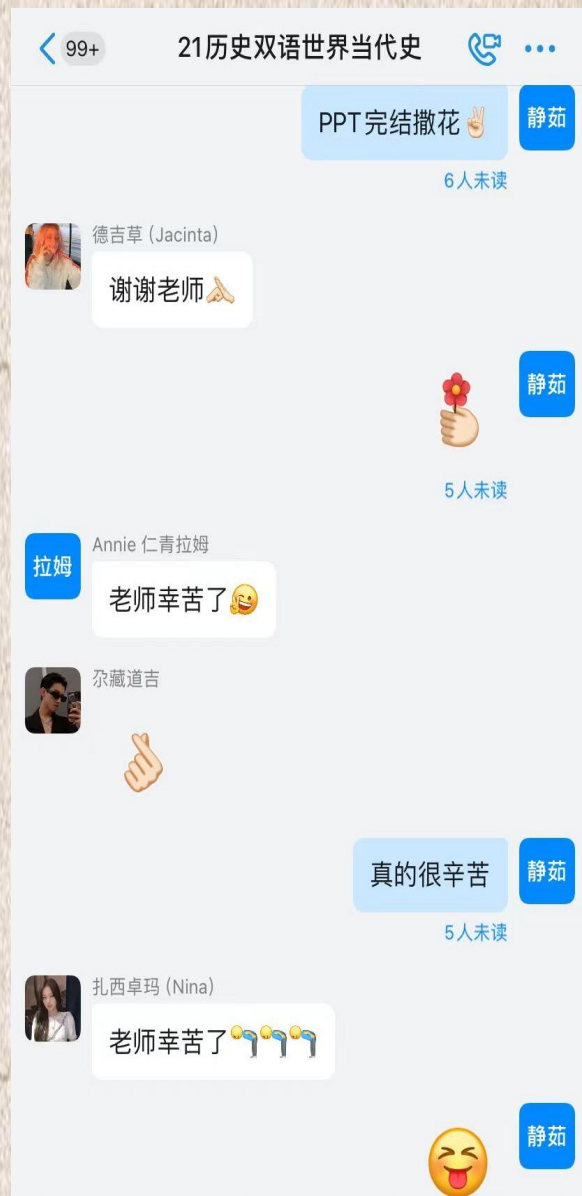 99+ 21历史双语世界当代史
PPT完结撒花✌🏻 静茹
6人未读
德吉草 (Jacinta)
谢谢老师🙏🏻
静茹
5人未读
拉姆 Annie 仁青拉姆
老师幸苦了
尕藏道吉
真的很辛苦 静茹
5人未读
扎西卓玛 (Nina)
老师幸苦了
静茹